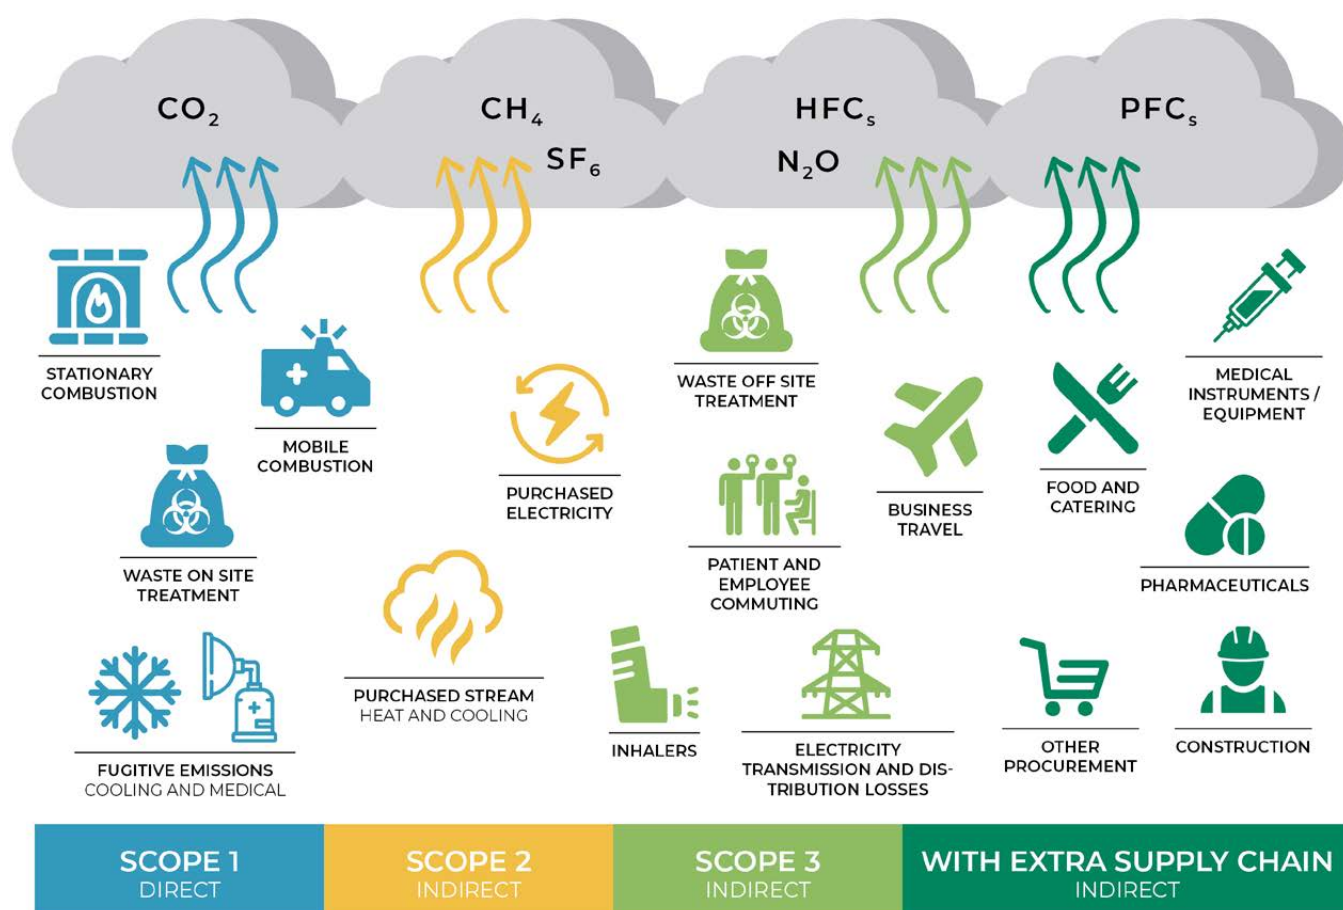 CO₂
CH₄
SF₆
HFCₛ
N₂O
PFCₛ
STATIONARY
COMBUSTION
MOBILE
COMBUSTION
WASTE ON SITE
TREATMENT
FUGITIVE EMISSIONS
COOLING AND MEDICAL
PURCHASED
ELECTRICITY
PURCHASED STREAM
HEAT AND COOLING
WASTE OFF SITE
TREATMENT
BUSINESS
TRAVEL
PATIENT AND
EMPLOYEE
COMMUTING
INHALERS
ELECTRICITY
TRANSMISSION AND DIS-
TRIBUTION LOSSES
MEDICAL
INSTRUMENTS /
EQUIPMENT
FOOD AND
CATERING
PHARMACEUTICALS
OTHER
PROCUREMENT
CONSTRUCTION
SCOPE 1
DIRECT
SCOPE 2
INDIRECT
SCOPE 3
INDIRECT
WITH EXTRA SUPPLY CHAIN
INDIRECT